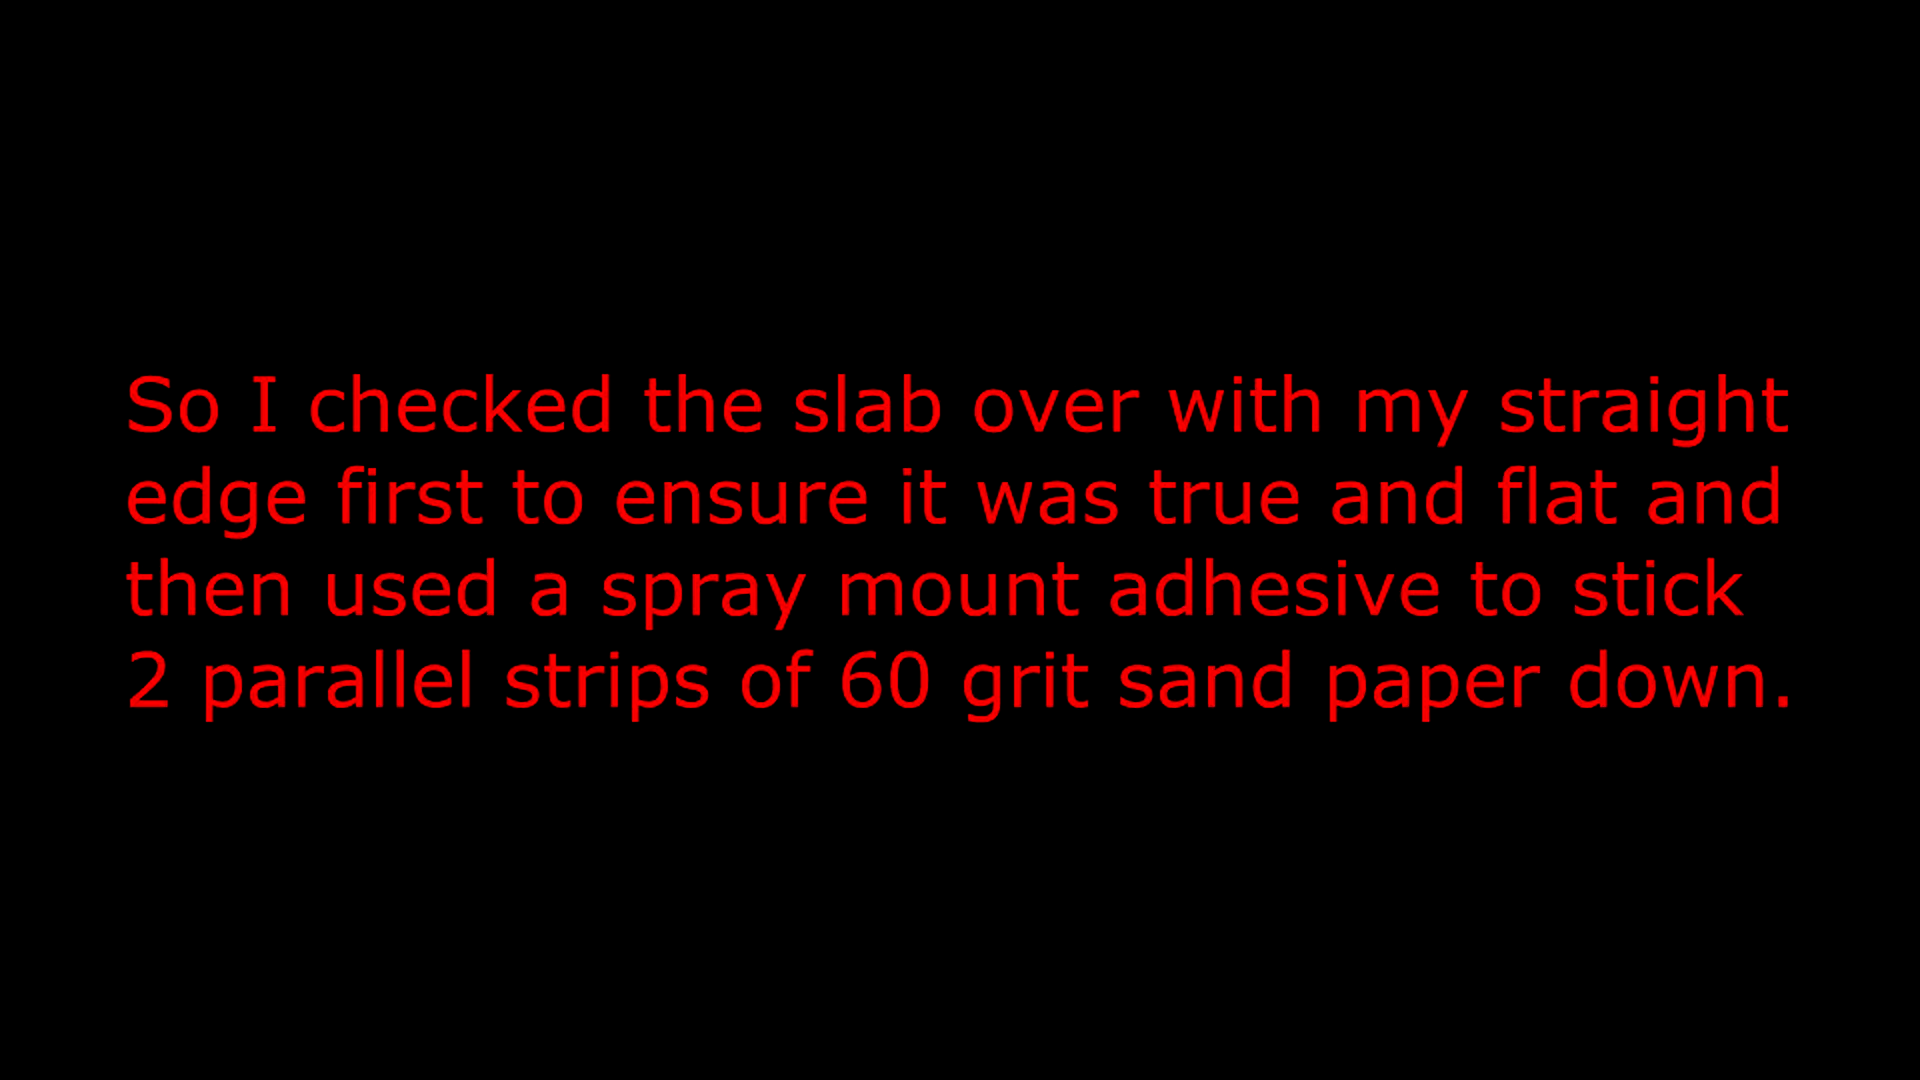 So I checked the slab over with my straight
edge first to ensure it was true and flat and
then used a spray mount adhesive to stick
2 parallel strips of 60 grit sand paper down.